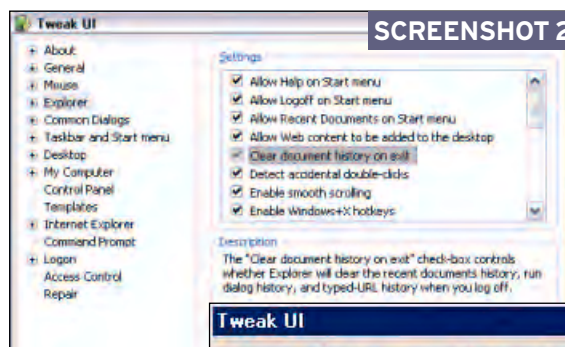 Tweak UI
SCREENSHOT 2
About
General
Mouse
Explorer
Common Dialogs
Taskbar and Start menu
Desktop
My Computer
Control Panel
Templates
Internet Explorer
Command Prompt
Logon
Access Control
Repair
Settings
Allow Help on Start menu
Allow Logoff on Start menu
Allow Recent Documents on Start menu
Allow Web content to be added to the desktop
Clear document history on exit
Detect accidental double-clicks
Enable smooth scrolling
Enable Windows+X hotkeys
Description
The "Clear document history on exit" check-box controls
whether Explorer will clear the recent documents history, run
dialog history, and typed-URL history when you log off.
Tweak UI